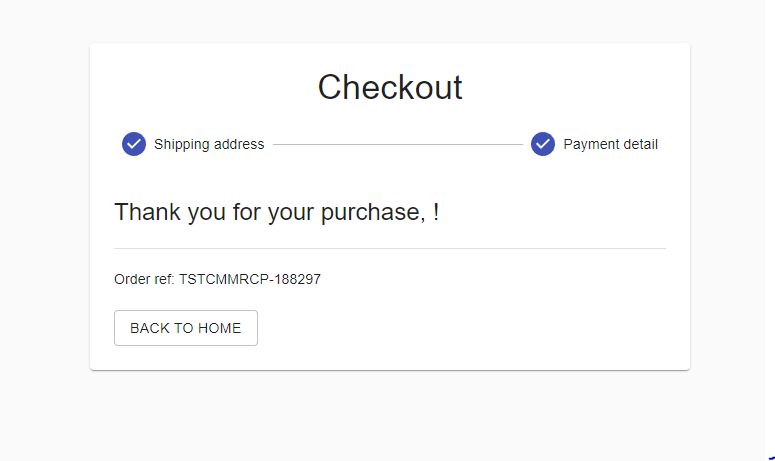 Checkout
Shipping address
Payment detail
Thank you for your purchase, !
Order ref: TSTCMMRCP-188297
BACK TO HOME